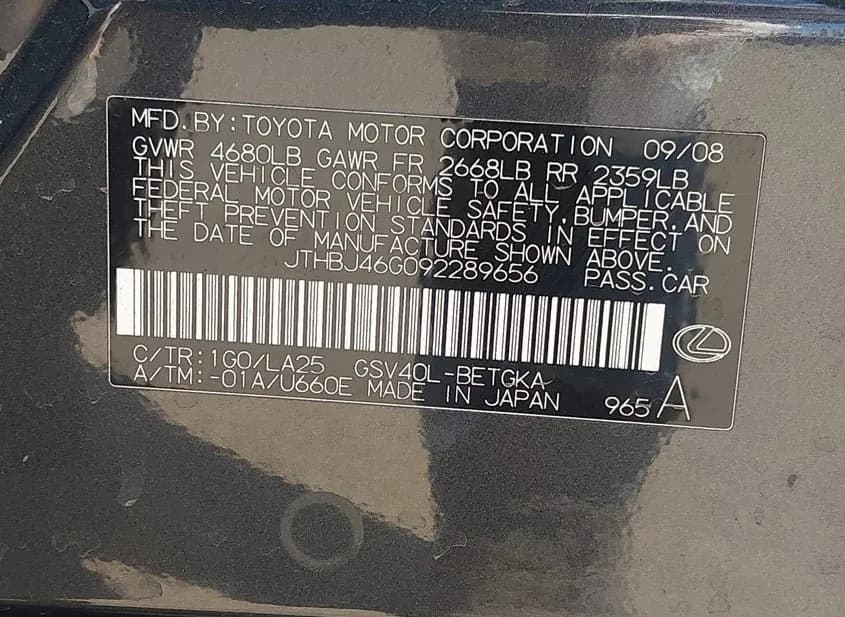 MFD. BY: TOYOTA MOTOR CORPORATION 09/08
GVWR 4680LB GAWR FR 2668LB RR 2359LB
THIS VEHICLE CONFORMS TO ALL APPLICABLE
FEDERAL MOTOR VEHICLE SAFETY, BUMPER, AND
THEFT PREVENTION STANDARDS IN EFFECT ON
THE DATE OF MANUFACTURE SHOWN ABOVE.
JTHBJ46G092289656 PASS. CAR
C/TR: 1G0/LA25 GSV40L-BETGKA
A/TM: -01A/U660E MADE IN JAPAN 965 A